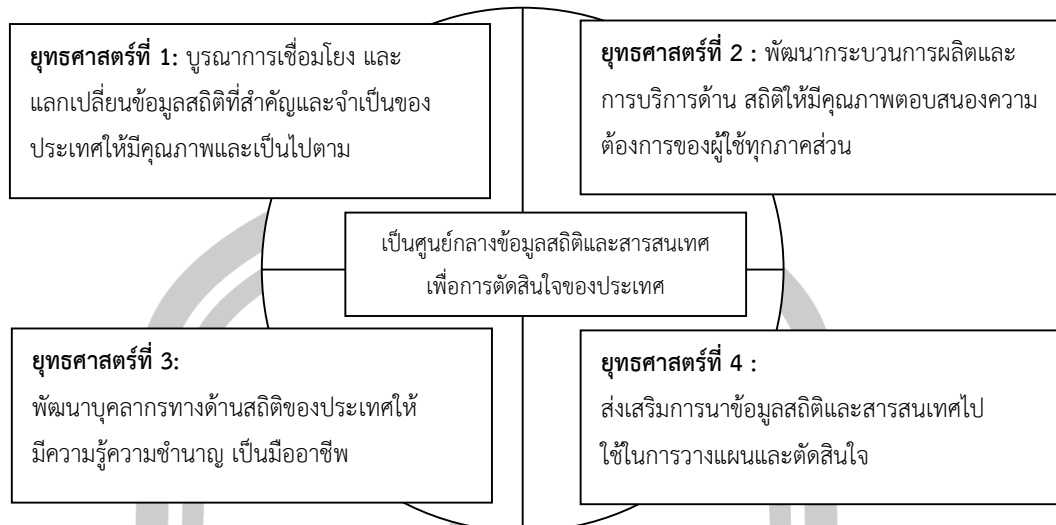 ยุทธศาสตร์ที่ 1: บูรณาการเชื่อมโยง และ
แลกเปลี่ยนข้อมูลสถิติที่สำคัญและจำเป็นของ
ประเทศให้มีคุณภาพและเป็นไปตาม
ยุทธศาสตร์ที่ 2 : พัฒนากระบวนการผลิตและ
การบริการด้าน สถิติให้มีคุณภาพตอบสนองความ
ต้องการของผู้ใช้ทุกภาคส่วน
เป็นศูนย์กลางข้อมูลสถิติและสารสนเทศ
เพื่อการตัดสินใจของประเทศ
ยุทธศาสตร์ที่ 3:
พัฒนาบุคลากรทางด้านสถิติของประเทศให้
มีความรู้ความชำนาญ เป็นมืออาชีพ
ยุทธศาสตร์ที่ 4 :
ส่งเสริมการนาข้อมูลสถิติและสารสนเทศไป
ใช้ในการวางแผนและตัดสินใจ